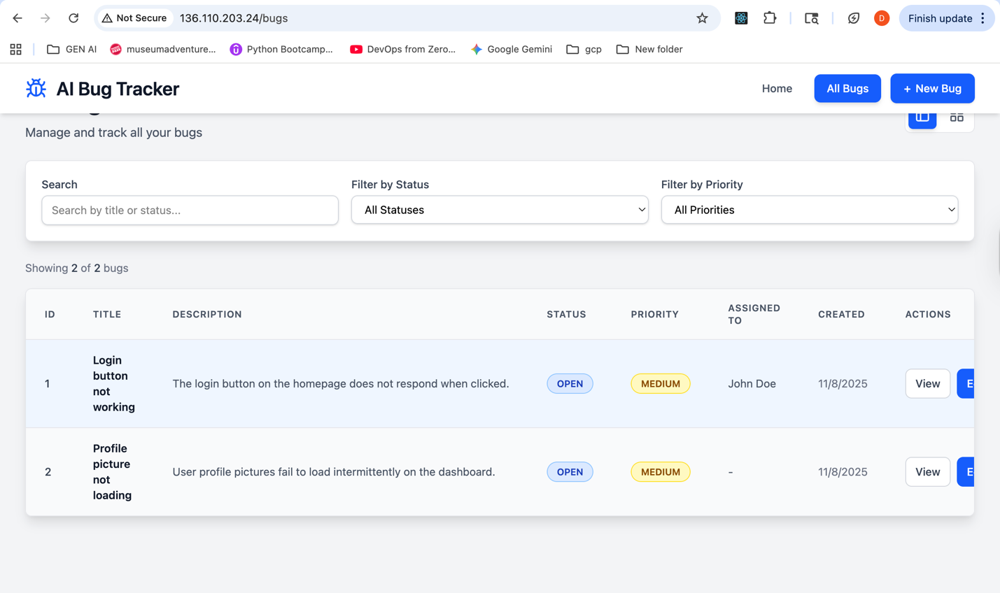 Not Secure 136.110.203.24/bugs D Finish update
GEN AI museumadventure... Python Bootcamp... DevOps from Zero... Google Gemini gcp New folder
AI Bug Tracker Home All Bugs + New Bug
Manage and track all your bugs
Search Filter by Status Filter by Priority
Search by title or status... All Statuses All Priorities
Showing 2 of 2 bugs
ID TITLE DESCRIPTION STATUS PRIORITY ASSIGNED TO CREATED ACTIONS
1 Login button not working The login button on the homepage does not respond when clicked. OPEN MEDIUM John Doe 11/8/2025 View E
2 Profile picture not loading User profile pictures fail to load intermittently on the dashboard. OPEN MEDIUM - 11/8/2025 View E